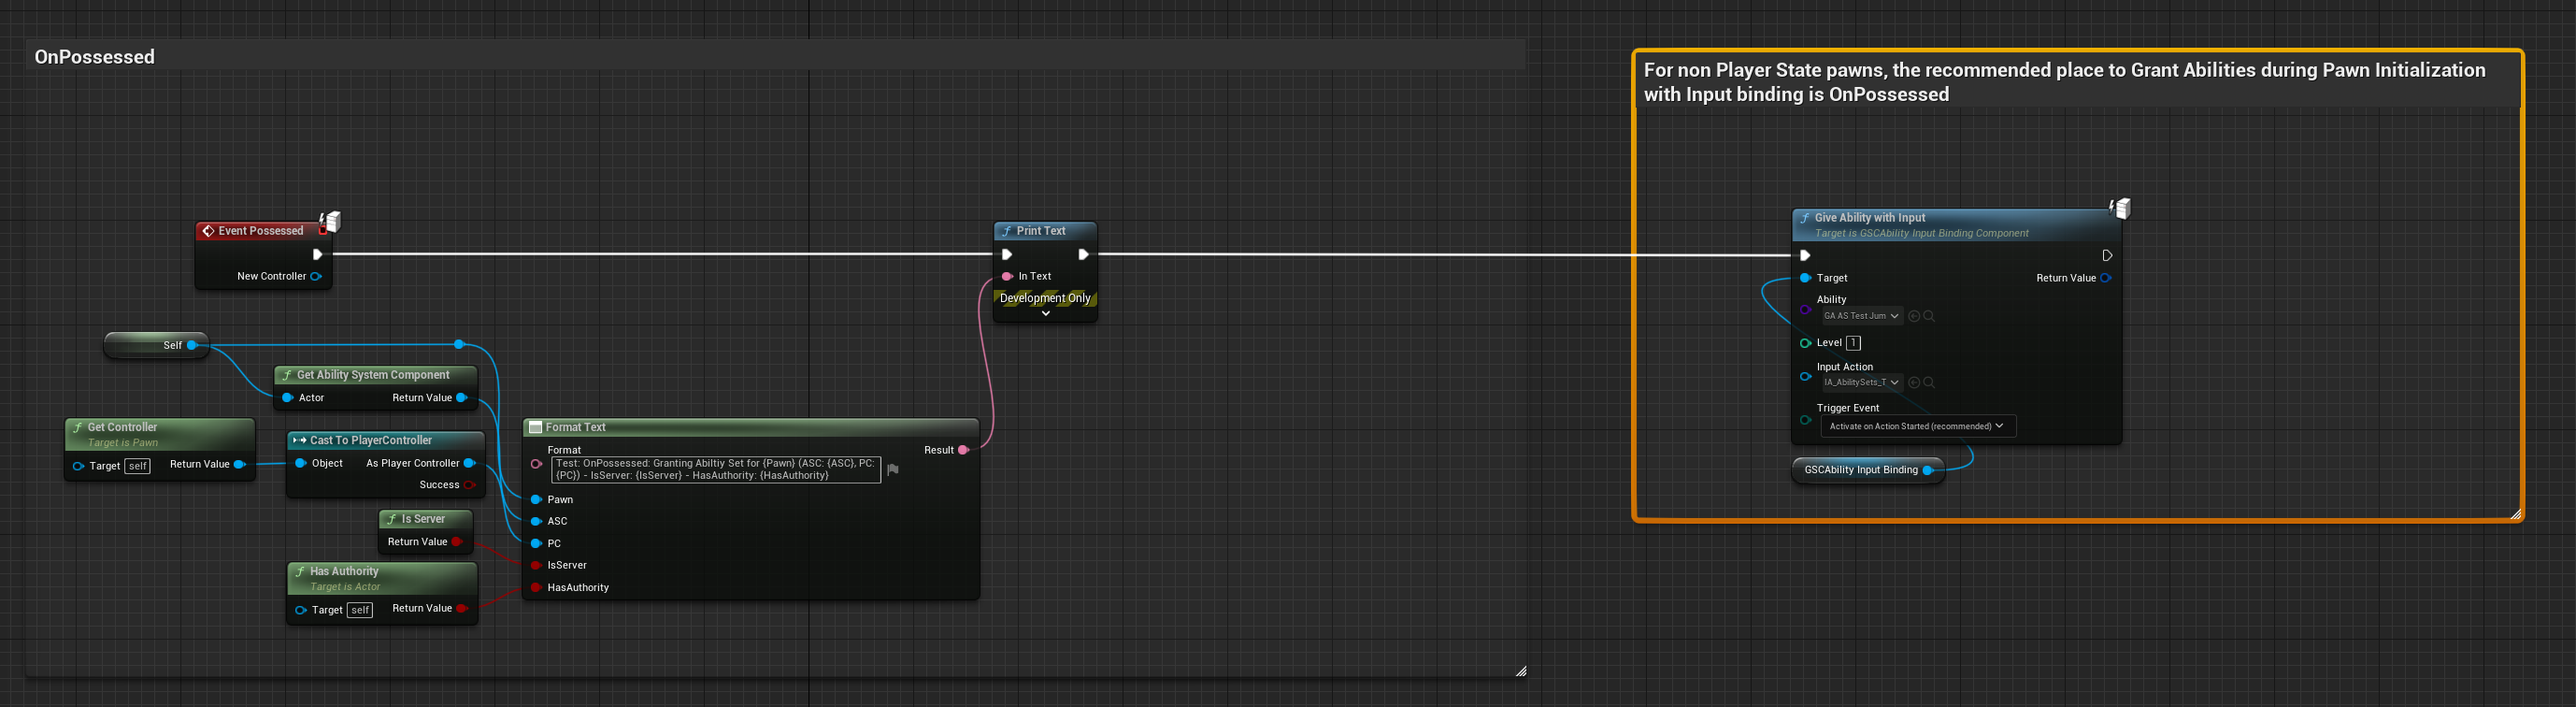 OnPossessed
For non Player State pawns, the recommended place to Grant Abilities during Pawn Initialization
with Input binding is OnPossessed
Event Possessed
New Controller
Print Text
In Text
Development Only
Self
Get Ability System Component
Actor
Return Value
Get Controller
Target is Pawn
Target self
Return Value
Cast To PlayerController
Object
As Player Controller
Success
Is Server
Return Value
Has Authority
Target is Actor
Target self
Return Value
Format Text
Format
Result
Test: OnPossessed: Granting Abiltiy Set for {Pawn} (ASC: {ASC}, PC:
{PC}) - IsServer: {IsServer} - HasAuthority: {HasAuthority}
Pawn
ASC
PC
IsServer
HasAuthority
Give Ability with Input
Target is GSCAbility Input Binding Component
Target
Return Value
Ability
GA AS Test Jum
Level 1
Input Action
IA_AbilitySets_T
Trigger Event
Activate on Action Started (recommended)
GSCAbility Input Binding